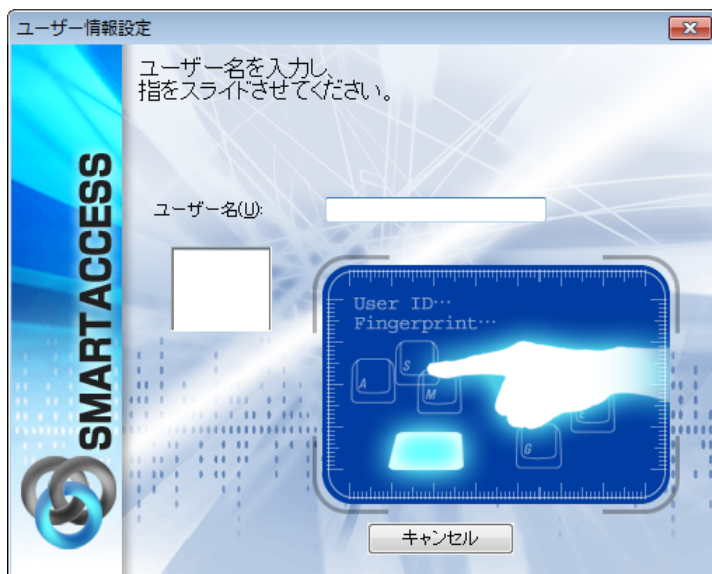 ユーザー情報設定
ユーザー名を入力し、
指をスライドさせてください。
SMARTACCESS
ユーザー名(U):
User ID…
Fingerprint…
S
A
M
C
G
キャンセル